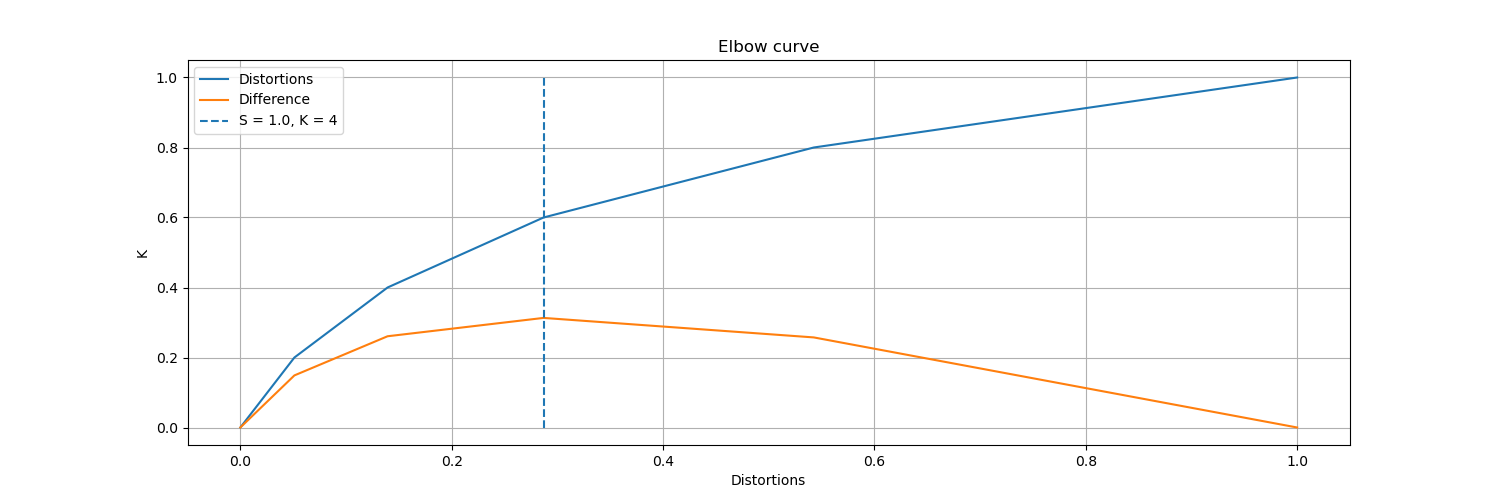 Elbow curve
Distortions
Difference
S = 1.0, K = 4
1.0
0.8
0.6
0.4
0.2
0.0
K
0.0 0.2 0.4 0.6 0.8 1.0
Distortions